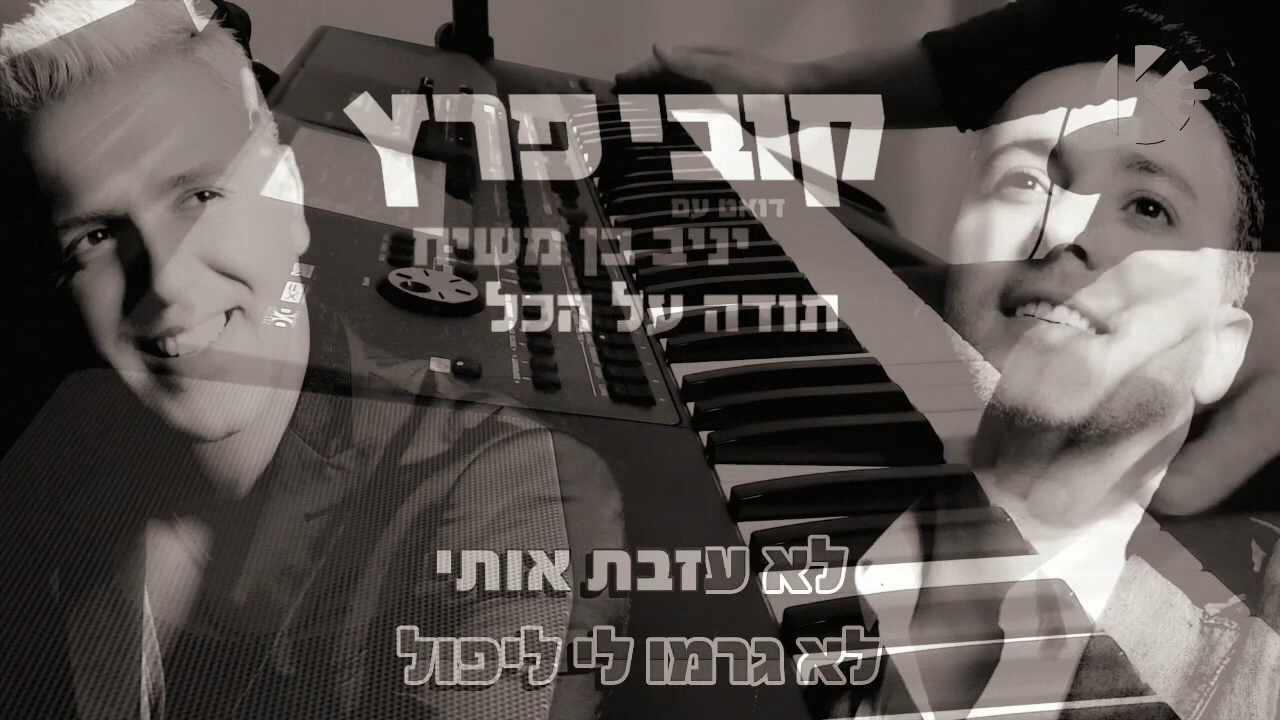 קובי פרץ
דואט עם
יניב בן משיח
תודה על הכל
לא עזבת אותי
לא גרמו לי ליפול